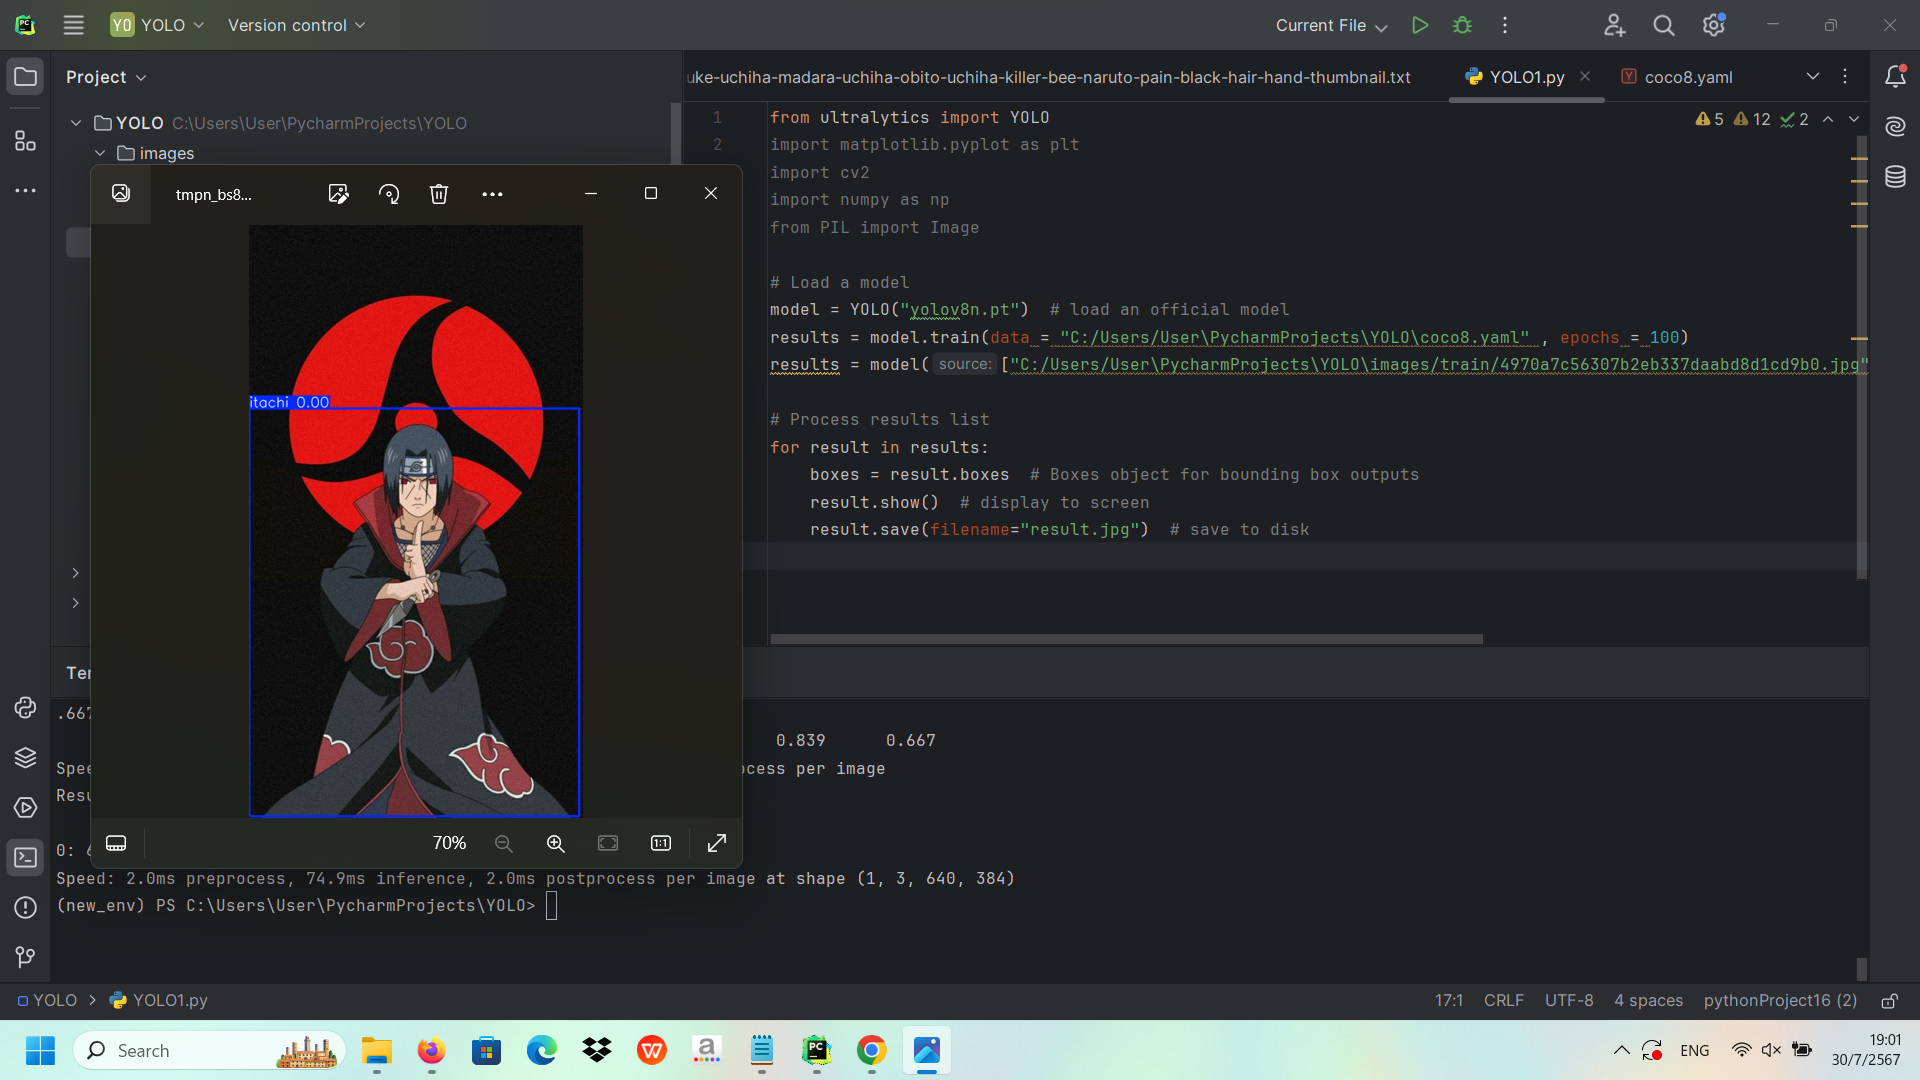 YO YOLO Version control
Current File
Project
YOLO C:\Users\User\PycharmProjects\YOLO
images
uke-uchiha-madara-uchiha-obito-uchiha-killer-bee-naruto-pain-black-hair-hand-thumbnail.txt YOLO1.py coco8.yaml
5 12 2
1 from ultralytics import YOLO
2 import matplotlib.pyplot as plt
import cv2
import numpy as np
from PIL import Image
# Load a model
model = YOLO("yolov8n.pt")  # load an official model
results = model.train(data = "C:/Users/User\PycharmProjects\YOLO\coco8.yaml" , epochs = 100)
results = model( source: ["C:/Users/User\PycharmProjects\YOLO\images/train/4970a7c56307b2eb337daabd8d1cd9b0.jpg"
# Process results list
for result in results:
boxes = result.boxes  # Boxes object for bounding box outputs
result.show()  # display to screen
result.save(filename="result.jpg")  # save to disk
tmpn_bs8...
itachi 0.00
70%
1:1
Ter
.667
0.839 0.667
Spee
cess per image
Resu
0: 6
Speed: 2.0ms preprocess, 74.9ms inference, 2.0ms postprocess per image at shape (1, 3, 640, 384)
(new_env) PS C:\Users\User\PycharmProjects\YOLO>
YOLO > YOLO1.py
17:1 CRLF UTF-8 4 spaces pythonProject16 (2)
Search
ENG
19:01
30/7/2567